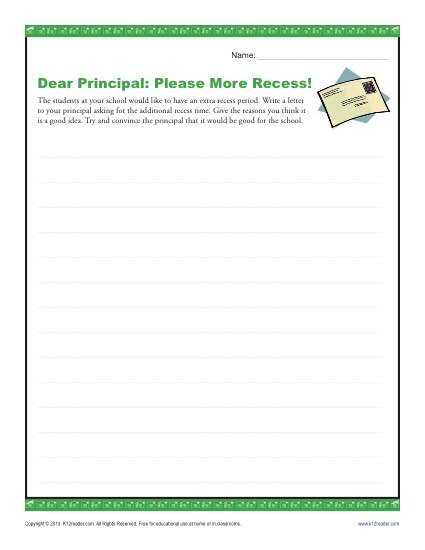 Name:
Dear Principal: Please More Recess!
The students at your school would like to have an extra recess period. Write a letter
to your principal asking for the additional recess time. Give the reasons you think it
is a good idea. Try and convince the principal that it would be good for the school.
Copyright © 2013 K12reader.com. All Rights Reserved. Free for educational use at home or in classrooms.
www.k12reader.com